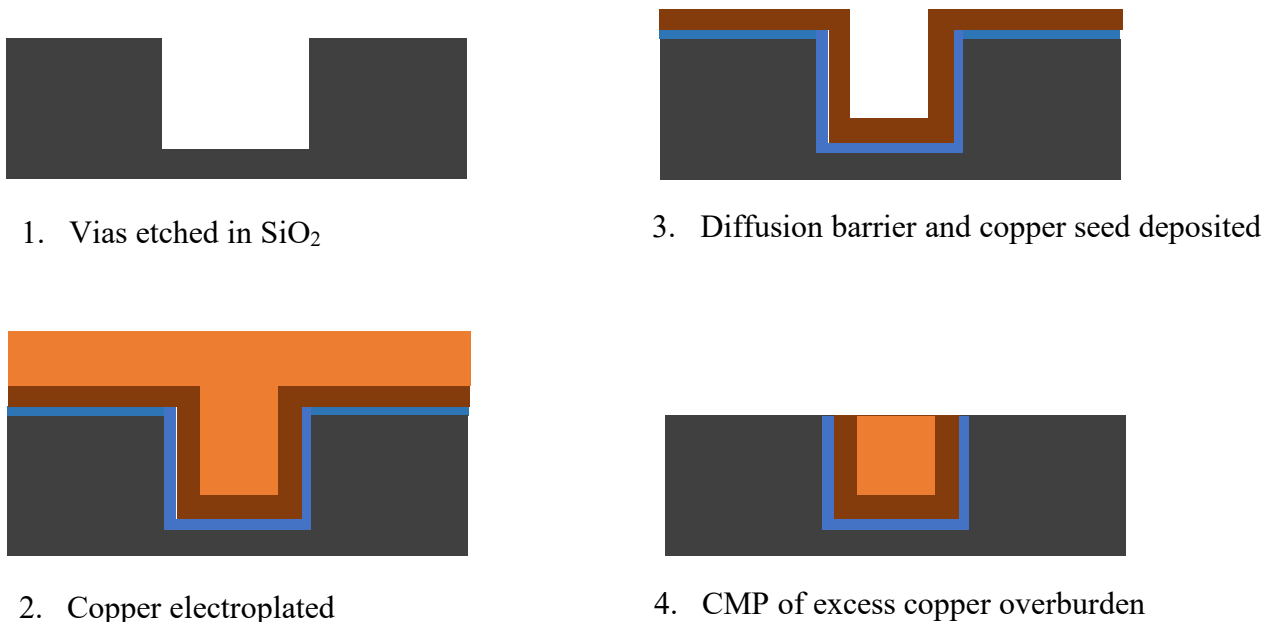 1. Vias etched in SiO₂
3. Diffusion barrier and copper seed deposited
2. Copper electroplated
4. CMP of excess copper overburden